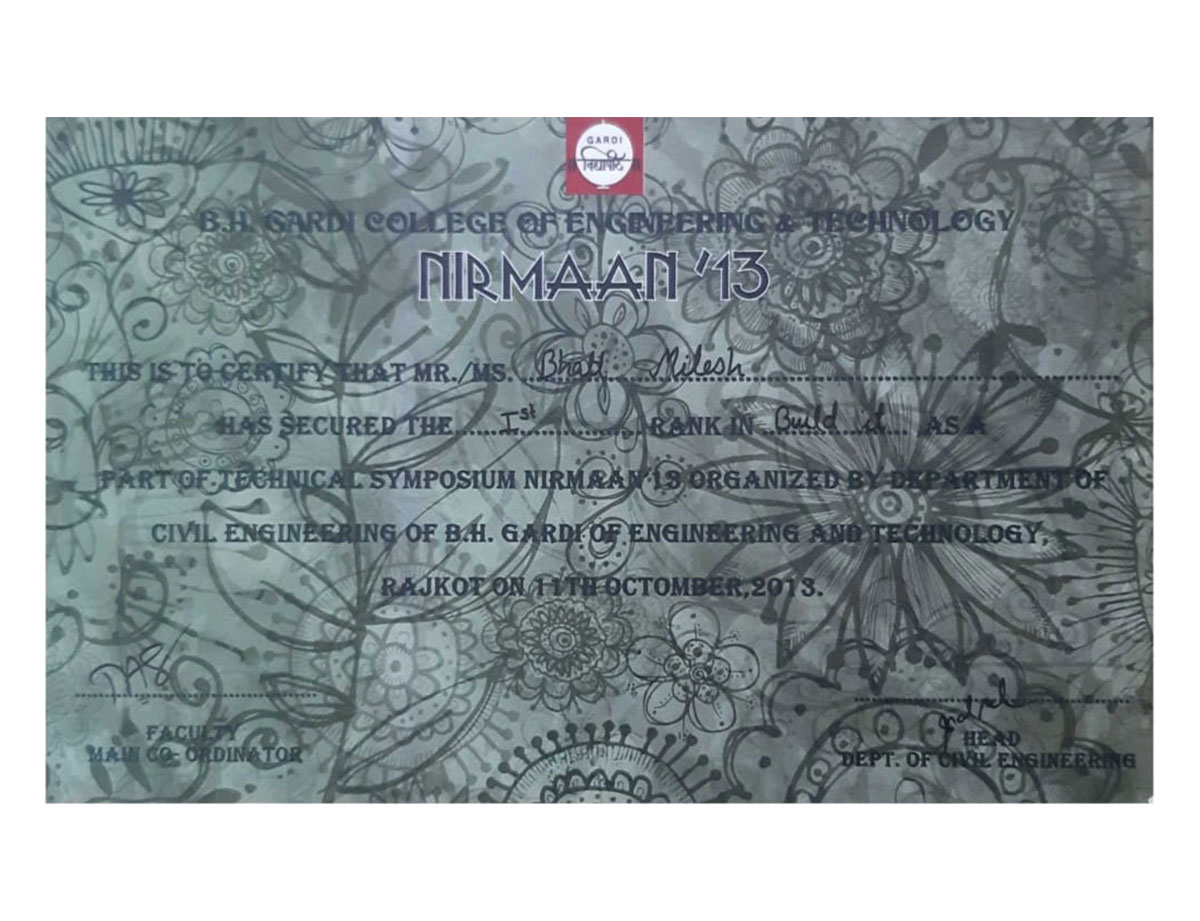 GARDI
विद्यापीठ
B.H. GARDI COLLEGE OF ENGINEERING & TECHNOLOGY
NIRMAAN '13
THIS IS TO CERTIFY THAT MR./MS. Bhatt Milesh
HAS SECURED THE Ist RANK IN Build it AS A
PART OF TECHNICAL SYMPOSIUM NIRMAAN'13 ORGANIZED BY DEPARTMENT OF
CIVIL ENGINEERING OF B.H. GARDI OF ENGINEERING AND TECHNOLOGY,
RAJKOT ON 11TH OCTOMBER,2013.
FACULTY
MAIN CO- ORDINATOR
HEAD
DEPT. OF CIVIL ENGINEERING